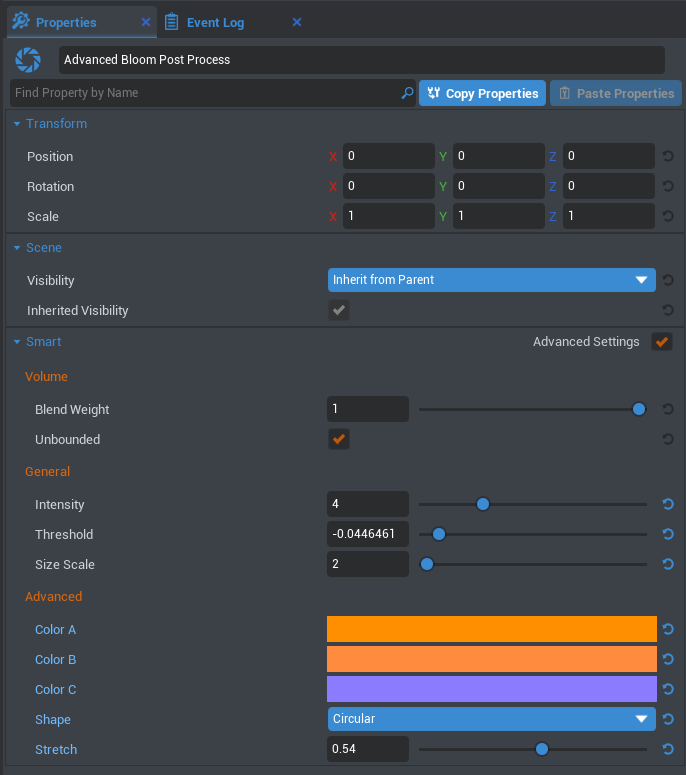 Properties
Event Log
Advanced Bloom Post Process
Find Property by Name
Copy Properties
Paste Properties
Transform
Position X 0 Y 0 Z 0
Rotation X 0 Y 0 Z 0
Scale X 1 Y 1 Z 1
Scene
Visibility Inherit from Parent
Inherited Visibility
Smart Advanced Settings
Volume
Blend Weight 1
Unbounded
General
Intensity 4
Threshold -0.0446461
Size Scale 2
Advanced
Color A
Color B
Color C
Shape Circular
Stretch 0.54